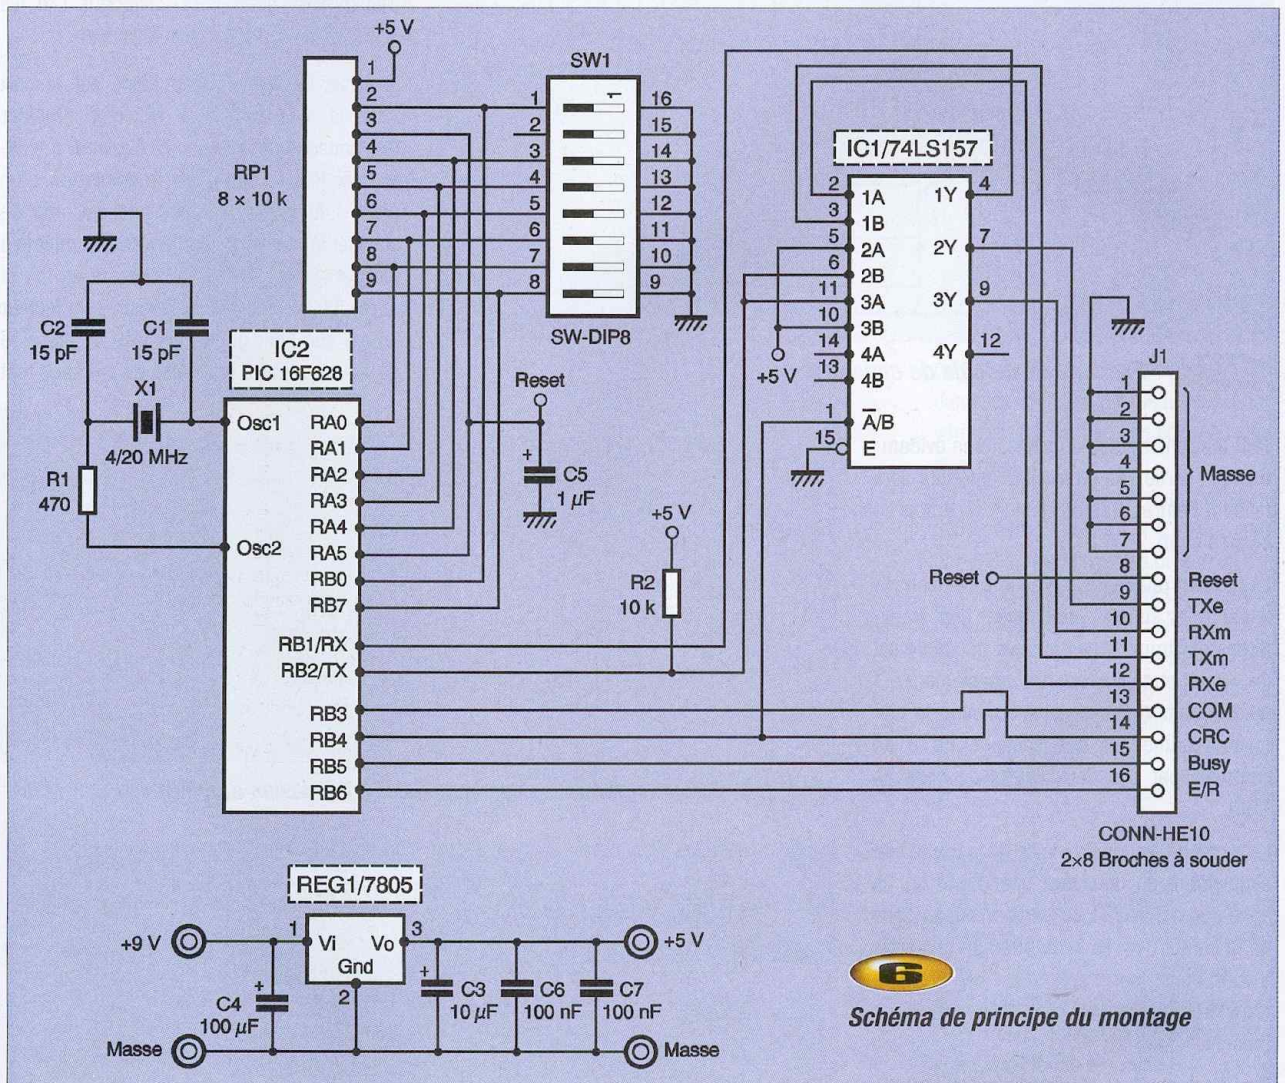 +5 V
1
2
3
4
5
6
7
8
9
RP1
8 × 10 k
SW1
1
1
2
3
4
5
6
7
8
16
15
14
13
12
11
10
9
SW-DIP8
C2
15 pF
C1
15 pF
X1
4/20 MHz
R1
470
IC2
PIC 16F628
Osc1
Osc2
RA0
RA1
RA2
RA3
RA4
RA5
RB0
RB7
RB1/RX
RB2/TX
RB3
RB4
RB5
RB6
Reset
+
C5
1 µF
+5 V
R2
10 k
IC1/74LS157
2
3
5
6
11
10
14
13
1
15
1A
1B
2A
2B
3A
3B
4A
4B
A̅/B
E
1Y
2Y
3Y
4Y
4
7
9
12
+5 V
J1
1
2
3
4
5
6
7
8
9
10
11
12
13
14
15
16
Masse
Reset
Reset
TXe
RXm
TXm
RXe
COM
CRC
Busy
E/R
CONN-HE10
2×8 Broches à souder
REG1/7805
+9 V
1
Vi
Vo
Gnd
3
2
+5 V
+
C4
100 µF
+
C3
10 µF
C6
100 nF
C7
100 nF
Masse
Masse
6
Schéma de principe du montage